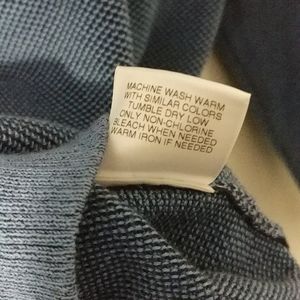 MACHINE WASH WARM
WITH SIMILAR COLORS
TUMBLE DRY LOW
ONLY NON-CHLORINE
BLEACH WHEN NEEDED
WARM IRON IF NEEDED